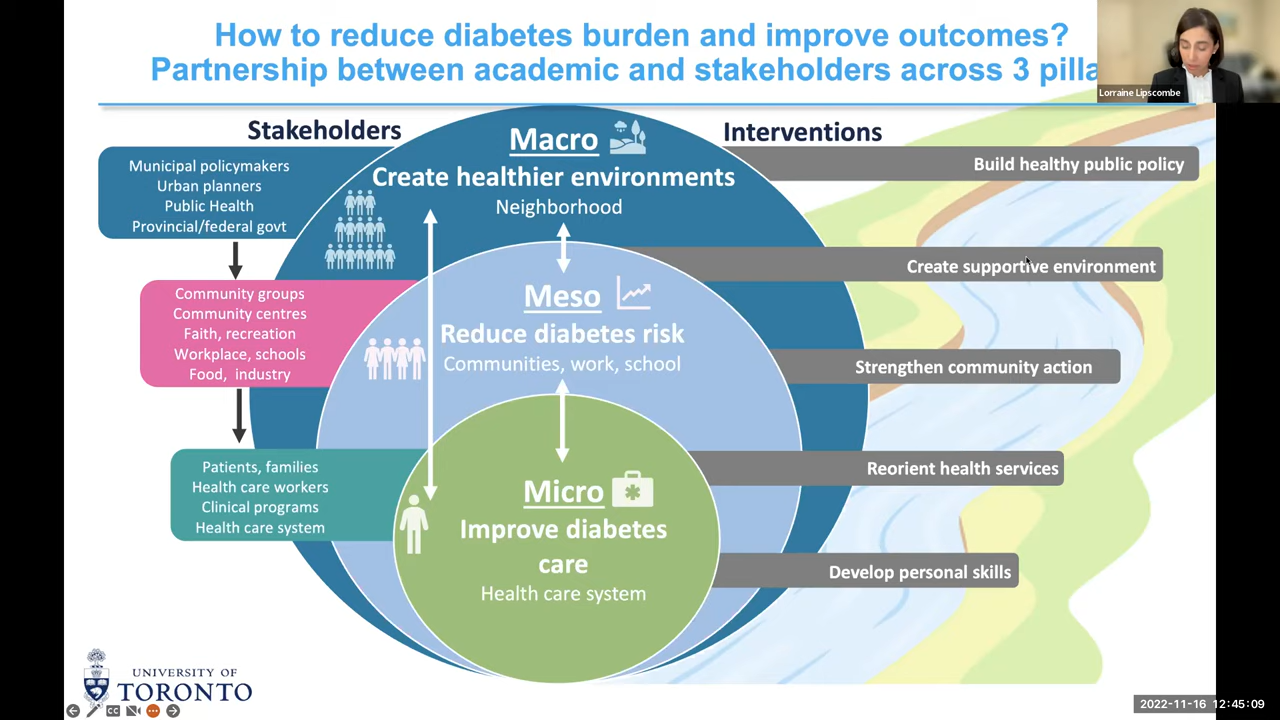 How to reduce diabetes burden and improve outcomes?
Partnership between academic and stakeholders across 3
Lorraine Lipscombe
Stakeholders
Interventions
Municipal policymakers
Urban planners
Public Health
Provincial/federal govt
Community groups
Community centres
Faith, recreation
Workplace, schools
Food, industry
Patients, families
Health care workers
Clinical programs
Health care system
Macro
Create healthier environments
Neighborhood
Meso
Reduce diabetes risk
Communities, work, school
Micro
Improve diabetes
care
Health care system
Build healthy public policy
Create supportive environment
Strengthen community action
Reorient health services
Develop personal skills
UNIVERSITY OF
TORONTO
CC
2022-11-16 12:45:09